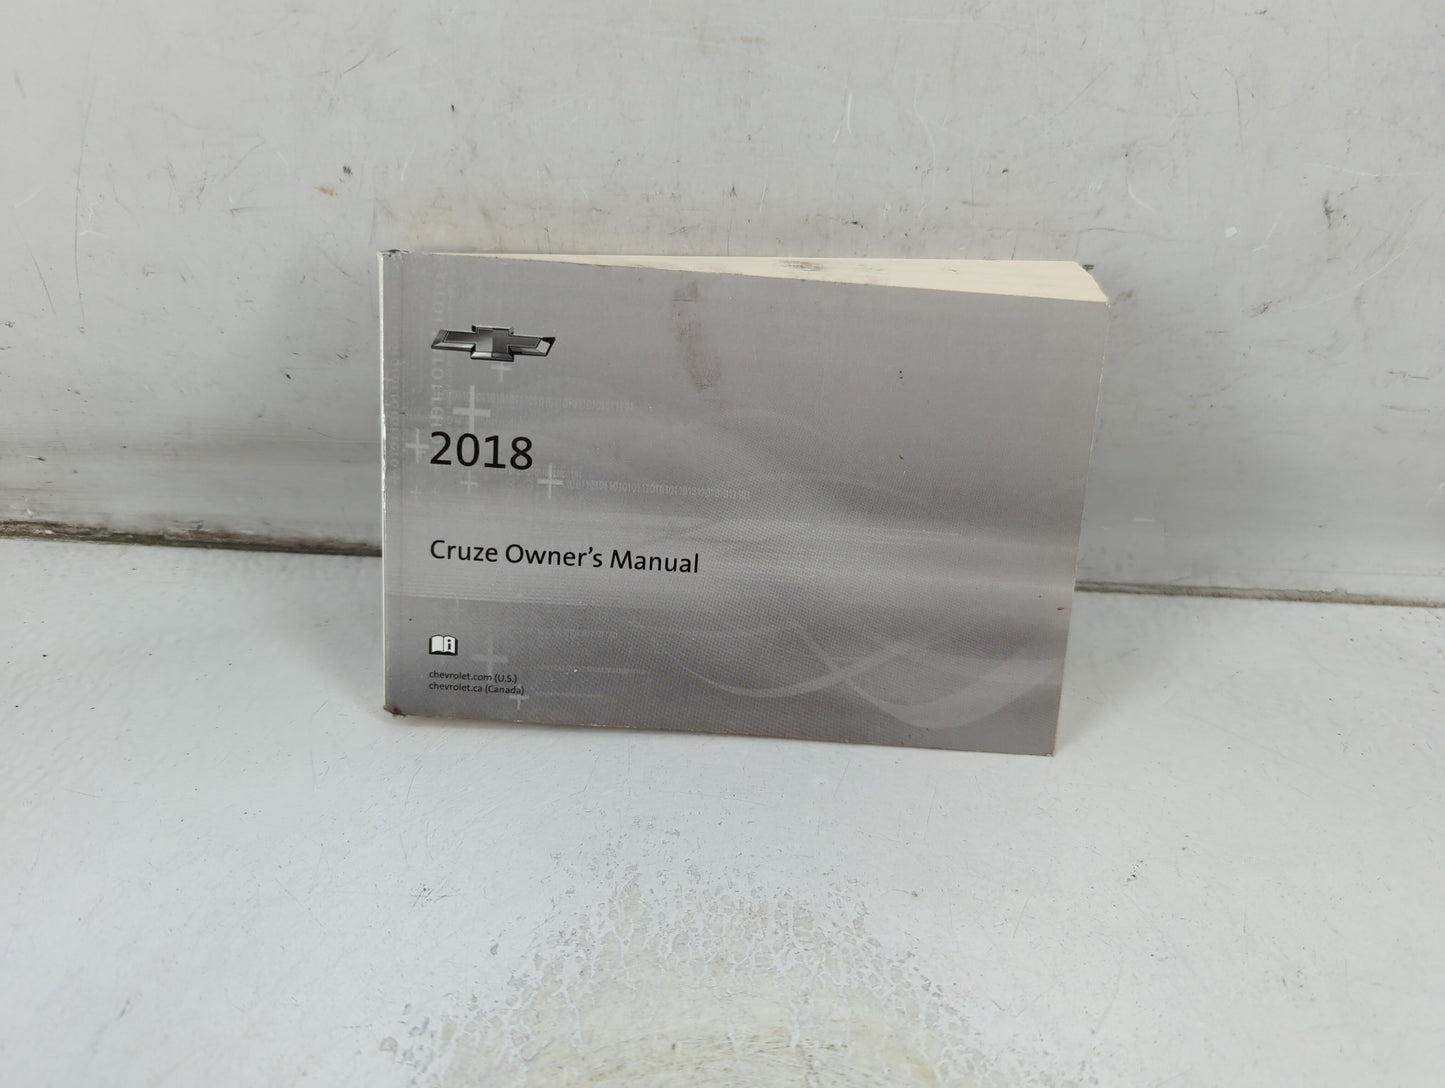 2018
Cruze Owner's Manual
i
chevrolet.com (U.S.)
chevrolet.ca (Canada)